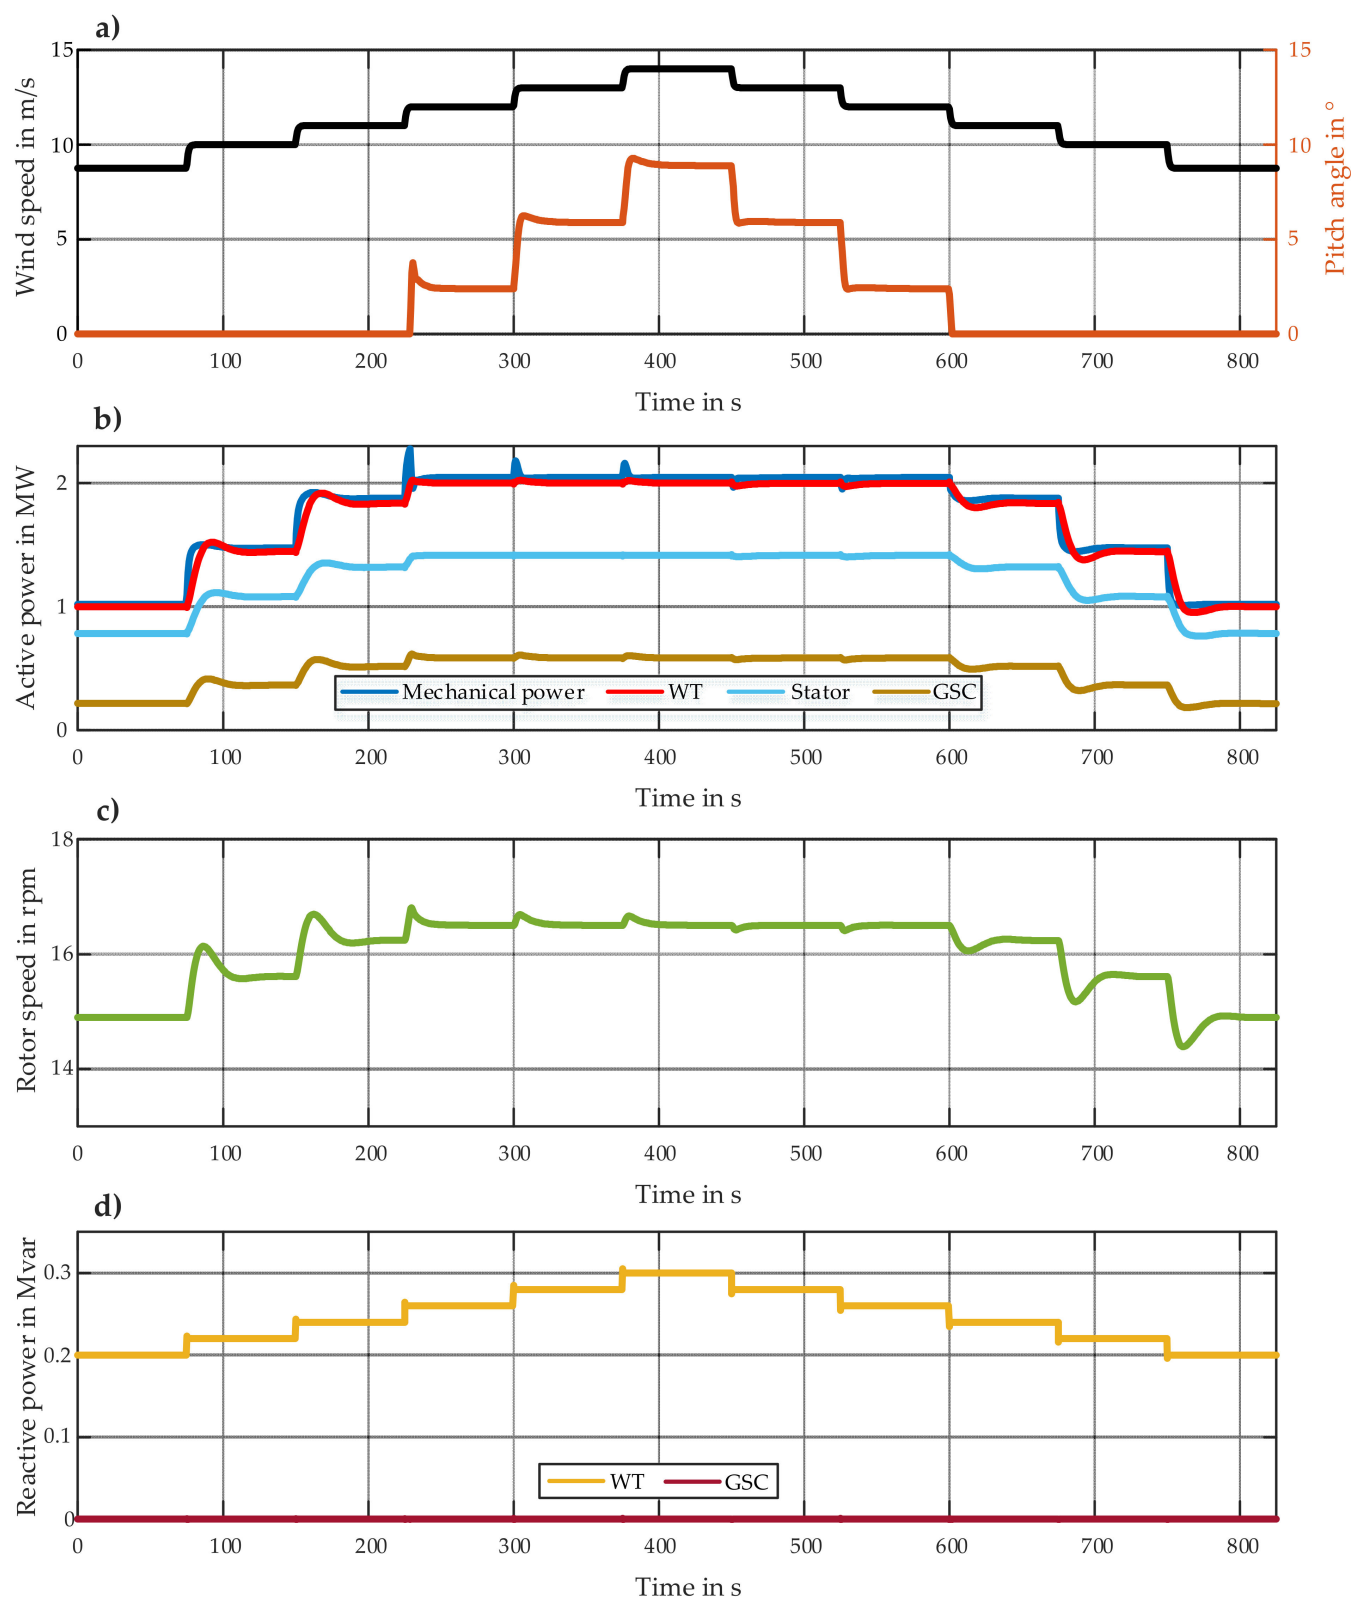 a)
15
10
5
0
Wind speed in m/s
15
10
5
0
Pitch angle in °
0 100 200 300 400 500 600 700 800
Time in s
b)
2
1
0
Active power in MW
Mechanical power WT Stator GSC
0 100 200 300 400 500 600 700 800
Time in s
c)
18
16
14
Rotor speed in rpm
0 100 200 300 400 500 600 700 800
Time in s
d)
0.3
0.2
0.1
0
Reactive power in Mvar
WT GSC
0 100 200 300 400 500 600 700 800
Time in s